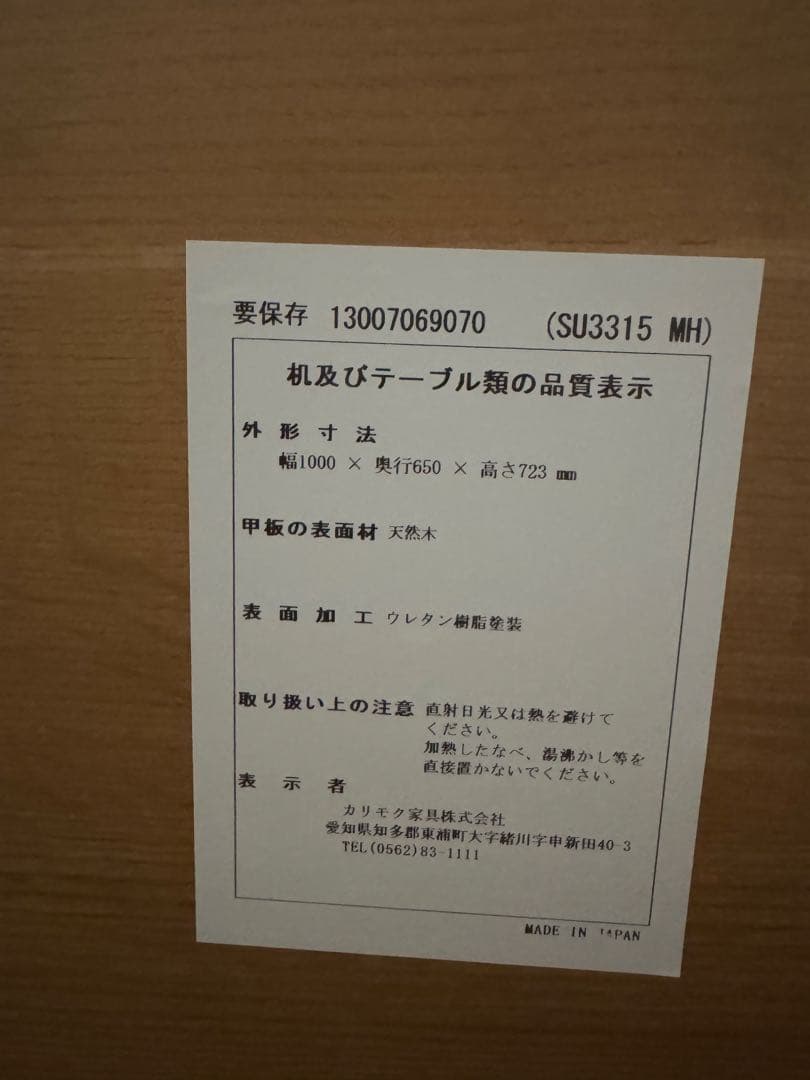 要保存 13007069070 (SU3315 MH)
机及びテーブル類の品質表示
外形寸法
幅1000 × 奥行650 × 高さ723 mm
甲板の表面材 天然木
表面加工 ウレタン樹脂塗装
取り扱い上の注意 直射日光又は熱を避けて
ください。
加熱したなべ、湯沸かし等を
直接置かないでください。
表示者
カリモク家具株式会社
愛知県知多郡東浦町大字緒川字申新田40-3
TEL(0562)83-1111
MADE IN JAPAN